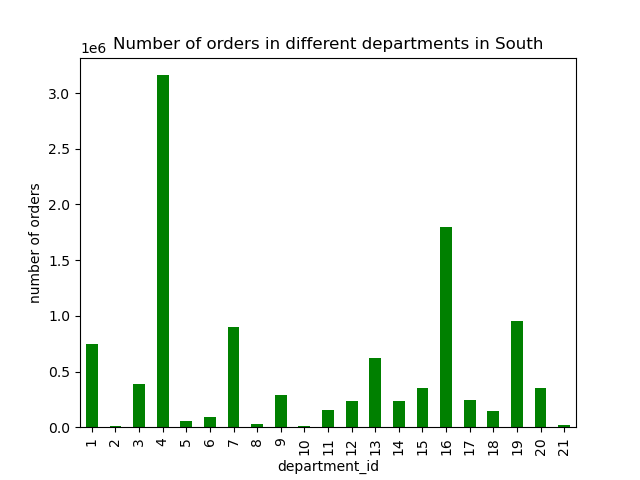 Number of orders in different departments in South
1e6
3.0
2.5
2.0
1.5
1.0
0.5
0.0
number of orders
1 2 3 4 5 6 7 8 9 10 11 12 13 14 15 16 17 18 19 20 21
department_id